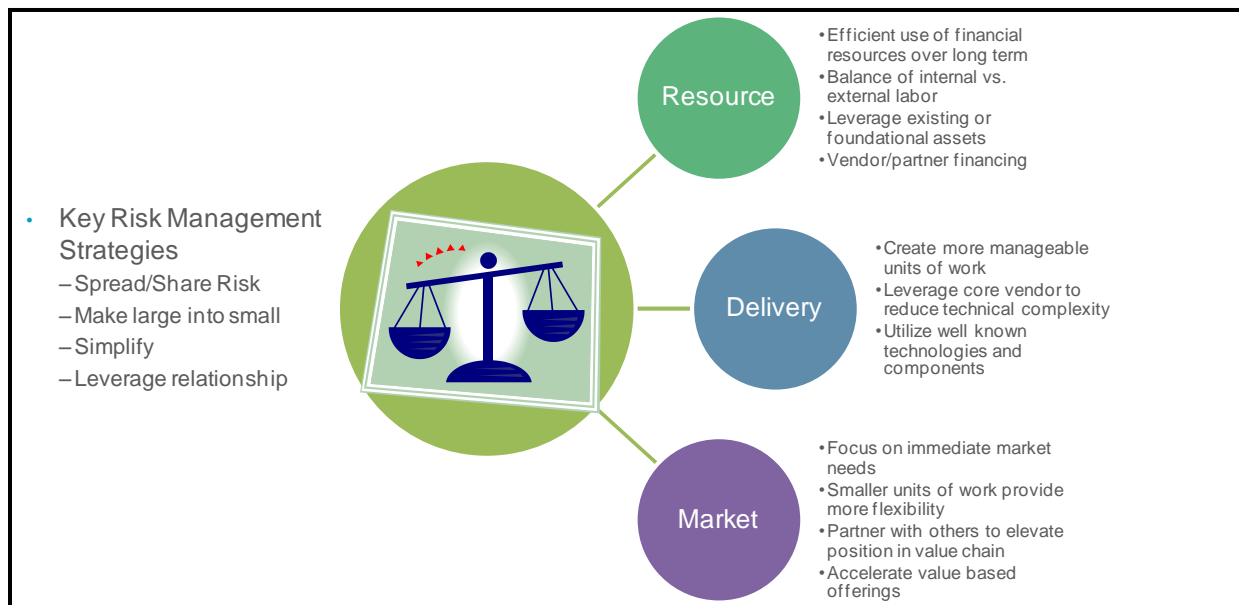 • Key Risk Management
Strategies
–Spread/Share Risk
–Make large into small
–Simplify
–Leverage relationship
Resource
•Efficient use of financial
resources over long term
•Balance of internal vs.
external labor
•Leverage existing or
foundational assets
•Vendor/partner financing
Delivery
•Create more manageable
units of work
•Leverage core vendor to
reduce technical complexity
•Utilize well known
technologies and
components
Market
•Focus on immediate market
needs
•Smaller units of work provide
more flexibility
•Partner with others to elevate
position in value chain
•Accelerate value based
offerings